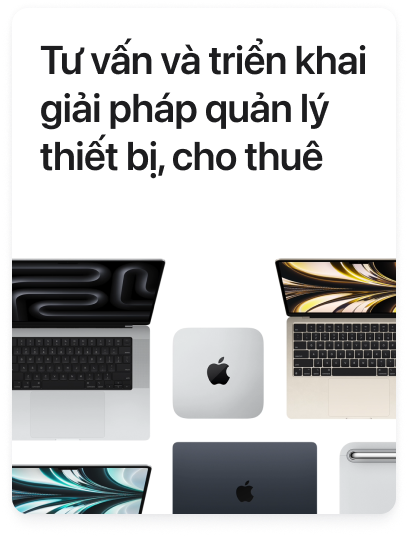 Tư vấn và triển khai
giải pháp quản lý
thiết bị, cho thuê